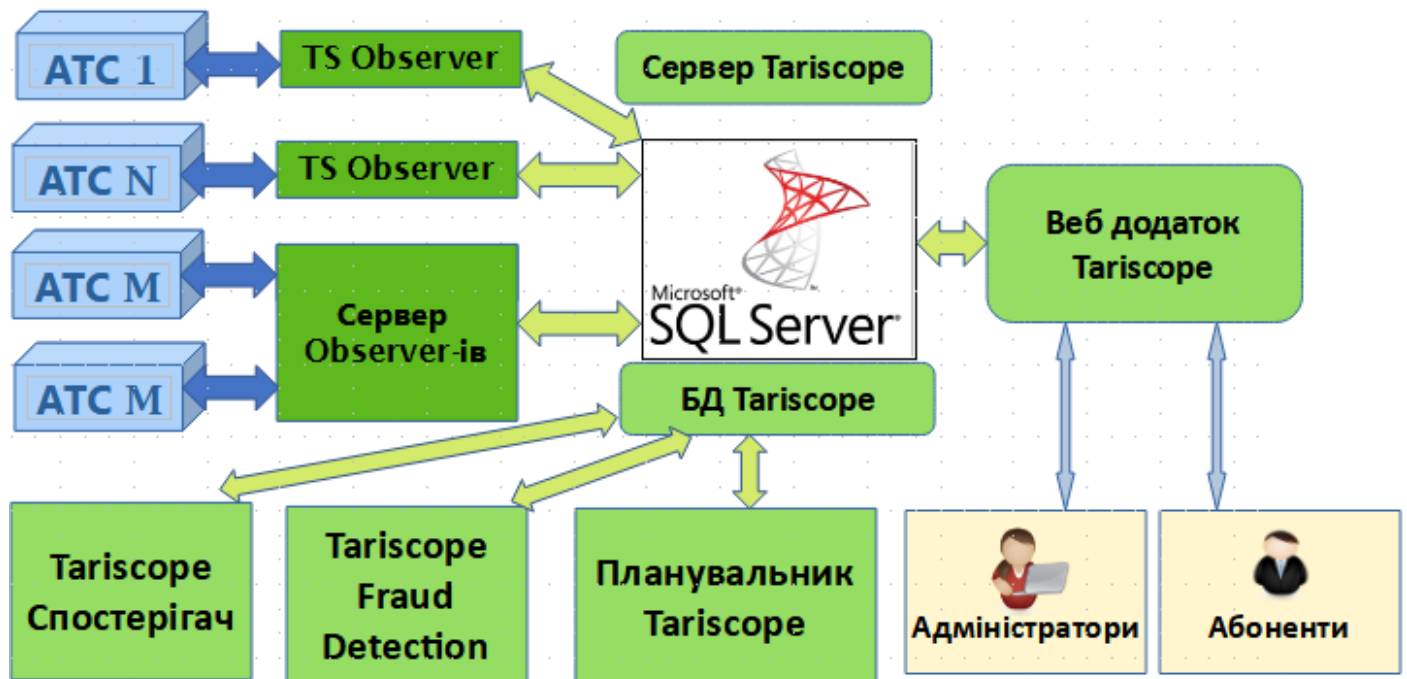 АТС 1
TS Observer
Сервер Tariscope
АТС N
TS Observer
Microsoft®
SQL Server®
Веб додаток
Tariscope
АТС М
Сервер
Observer-ів
АТС М
БД Tariscope
Tariscope
Спостерігач
Tariscope
Fraud
Detection
Планувальник
Tariscope
Адміністратори
Абоненти